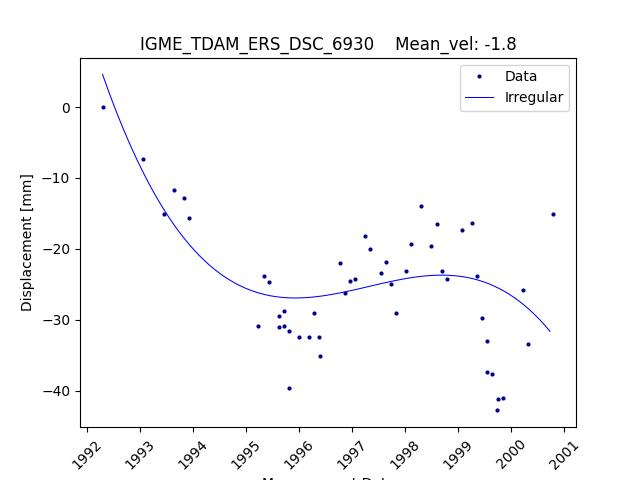 IGME_TDAM_ERS_DSC_6930    Mean_vel: -1.8
Data
Irregular
Displacement [mm]
0
−10
−20
−30
−40
1992 1993 1994 1995 1996 1997 1998 1999 2000 2001